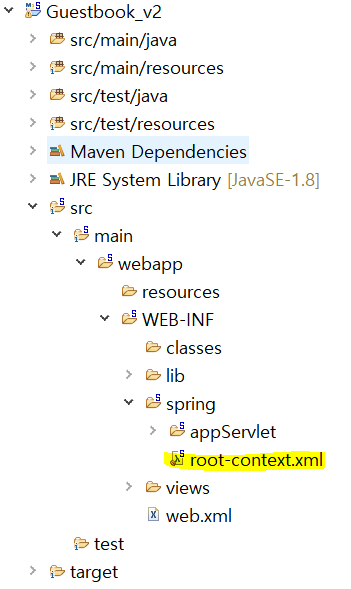 Guestbook_v2
src/main/java
src/main/resources
src/test/java
src/test/resources
Maven Dependencies
JRE System Library [JavaSE-1.8]
src
main
webapp
resources
WEB-INF
classes
lib
spring
appServlet
root-context.xml
views
web.xml
test
target